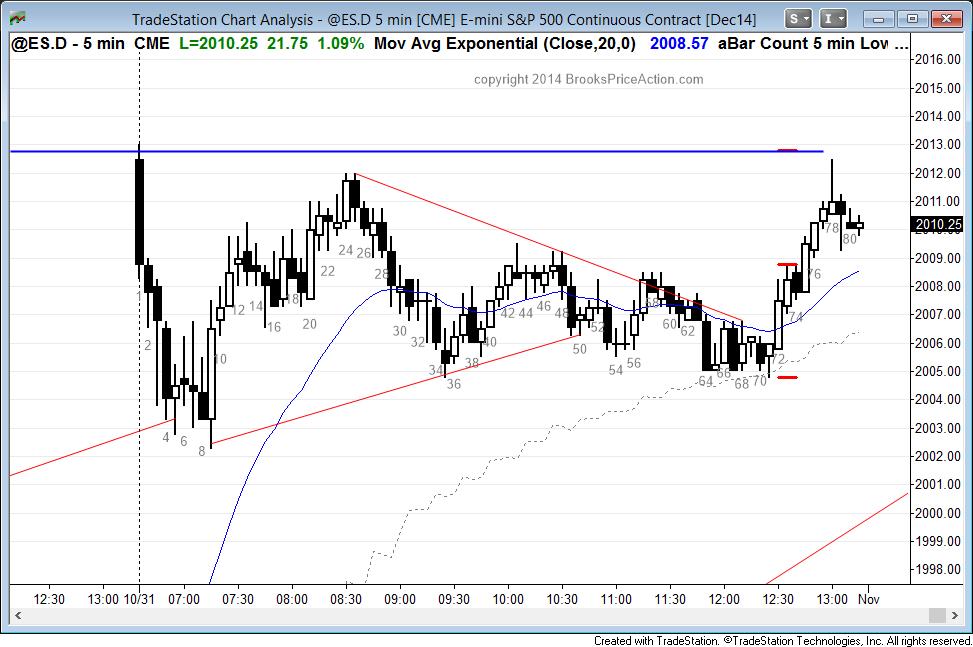 TradeStation Chart Analysis - @ES.D 5 min [CME] E-mini S&P 500 Continuous Contract [Dec14]
S I
@ES.D - 5 min CME L=2010.25 21.75 1.09% Mov Avg Exponential (Close,20,0) 2008.57 aBar Count 5 min Low ...
copyright 2014 BrooksPriceAction.com
2016.00
2015.00
2014.00
2013.00
2012.00
2011.00
2010.25
2009.00
2008.00
2007.00
2006.00
2005.00
2004.00
2003.00
2002.00
2001.00
2000.00
1999.00
1998.00
1 2 4 6 8 10 12 14 16 18 20 22 24 26 28 30 32 34 36 38 40 42 44 46 48 50 52 54 56 58 60 62 64 66 68 70 72 74 76 78 80
12:30 13:00 10/31 07:00 07:30 08:00 08:30 09:00 09:30 10:00 10:30 11:00 11:30 12:00 12:30 13:00 Nov
Created with TradeStation. ©TradeStation Technologies, Inc. All rights reserved.